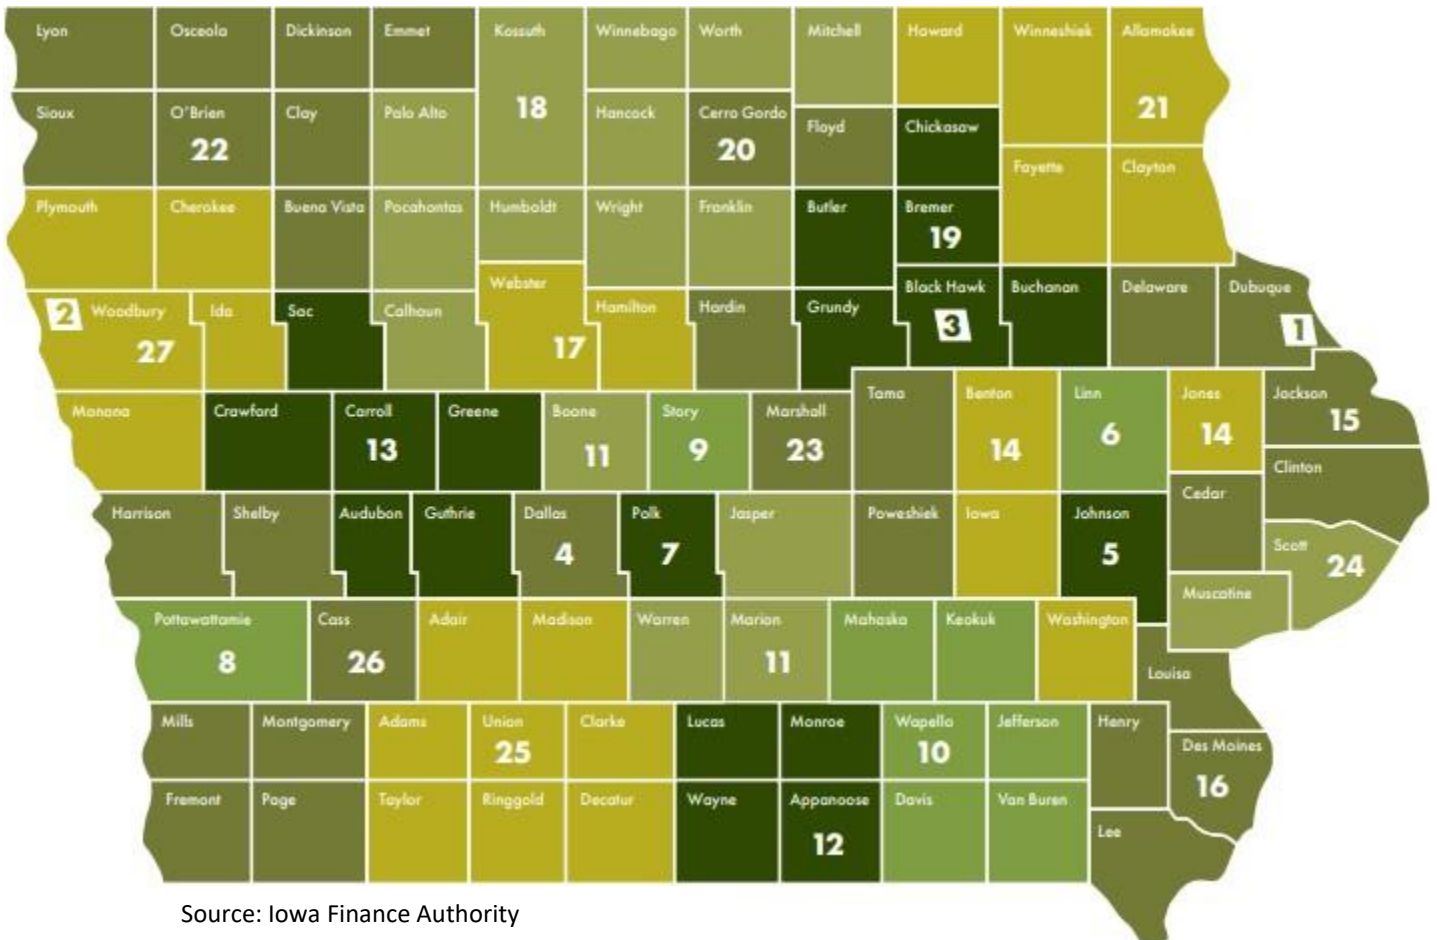 Lyon Osceola Dickinson Emmet Kossuth Winnebago Worth Mitchell Howard Winneshiek Allamakee
18 21
Sioux O'Brien Clay Palo Alto Hancock Cerro Gordo Floyd Chickasaw
22 20
Fayette Clayton
Plymouth Cherokee Buena Vista Pocahontas Humboldt Wright Franklin Butler Bremer
19
2 Woodbury Ida Sac Calhoun Webster Hamilton Hardin Grundy Black Hawk Buchanan Delaware Dubuque
27 17 3 1
Monona Crawford Carroll Greene Boone Story Marshall Tama Benton Linn Jones Jackson
13 11 9 23 14 6 14 15
Clinton
Harrison Shelby Audubon Guthrie Dallas Polk Jasper Poweshiek Iowa Johnson Cedar Scott
4 7 5 24
Muscatine
Pottawattamie Cass Adair Madison Warren Marion Mahaska Keokuk Washington
8 26 11
Louisa
Mills Montgomery Adams Union Clarke Lucas Monroe Wapello Jefferson Henry Des Moines
25 10 16
Fremont Page Taylor Ringgold Decatur Wayne Appanoose Davis Van Buren Lee
12
Source: Iowa Finance Authority